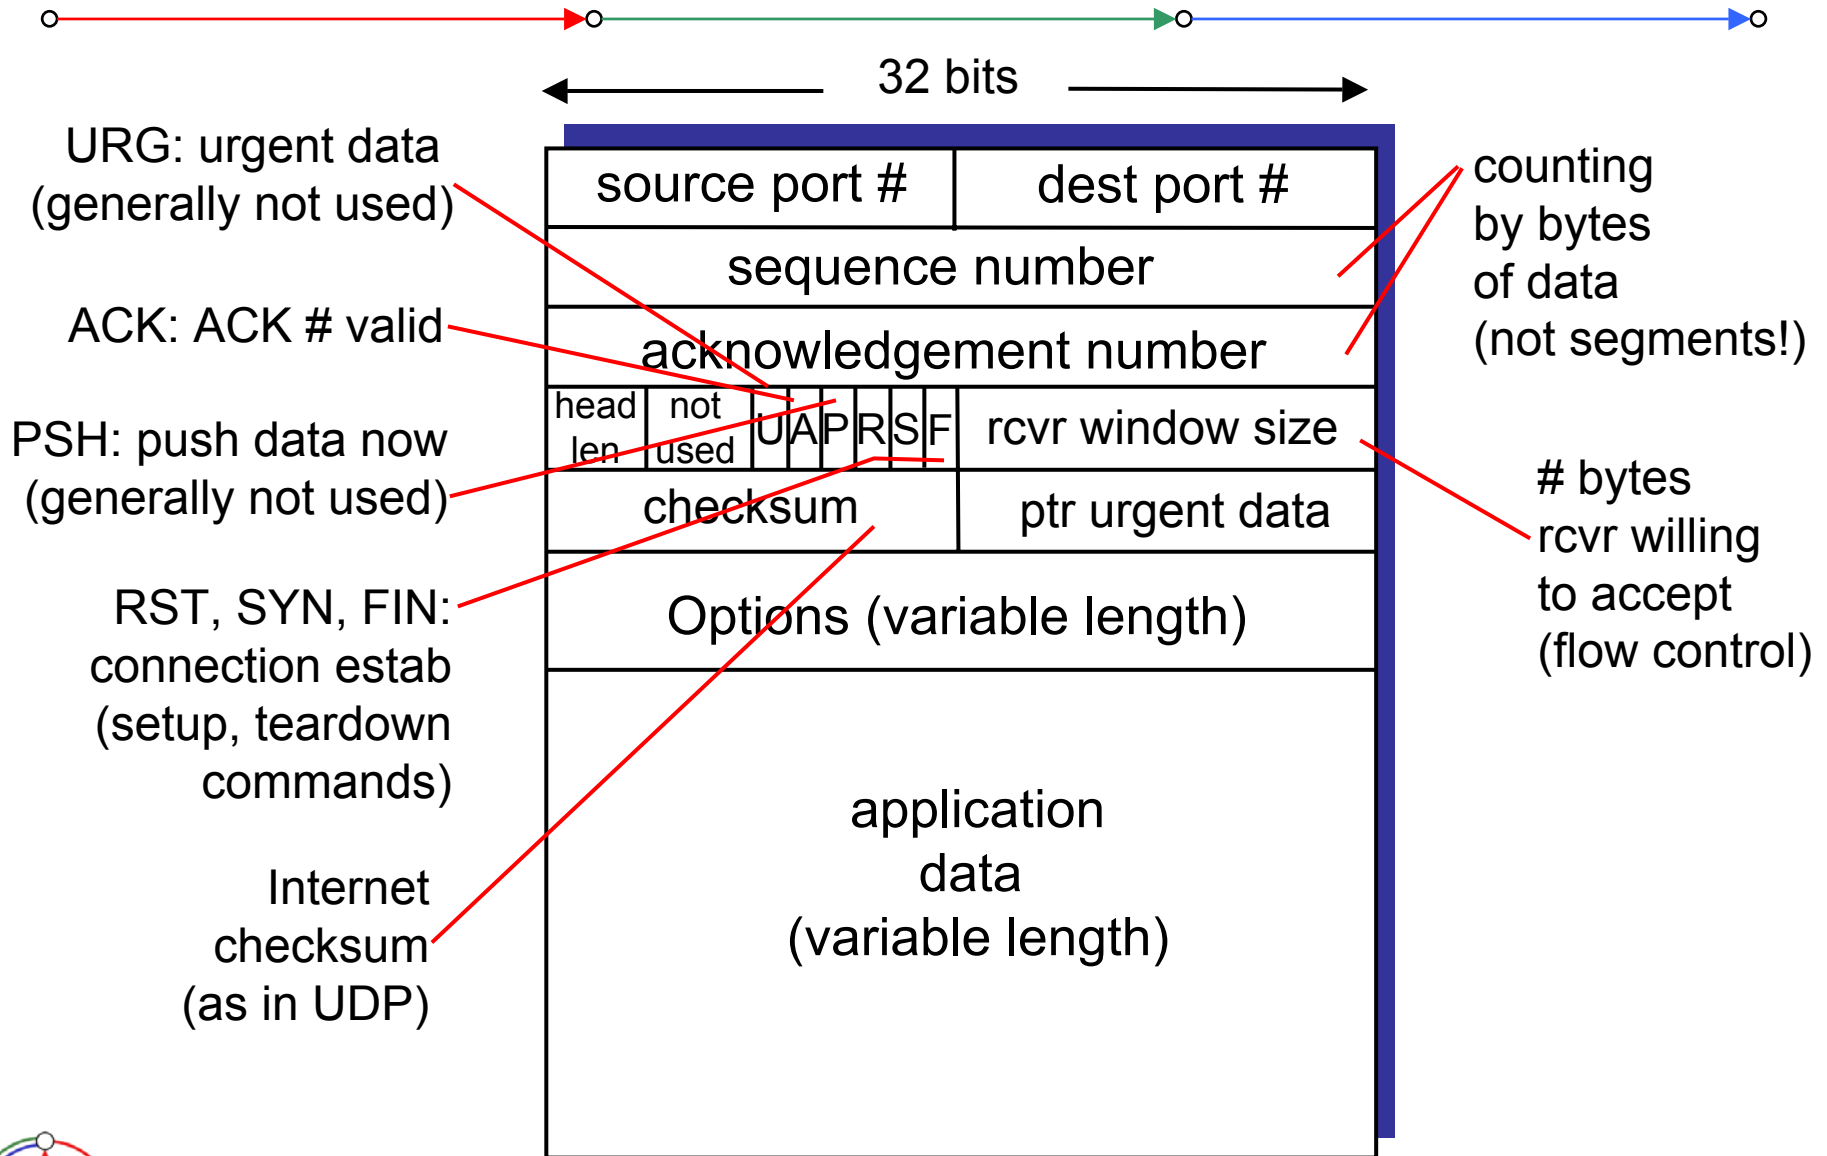 32 bits
URG: urgent data
(generally not used)
ACK: ACK # valid
PSH: push data now
(generally not used)
RST, SYN, FIN:
connection estab
(setup, teardown
commands)
Internet
checksum
(as in UDP)
source port # dest port #
sequence number
acknowledgement number
head
len
not
used
U A P R S F
rcvr window size
checksum
ptr urgent data
Options (variable length)
application
data
(variable length)
counting
by bytes
of data
(not segments!)
# bytes
rcvr willing
to accept
(flow control)